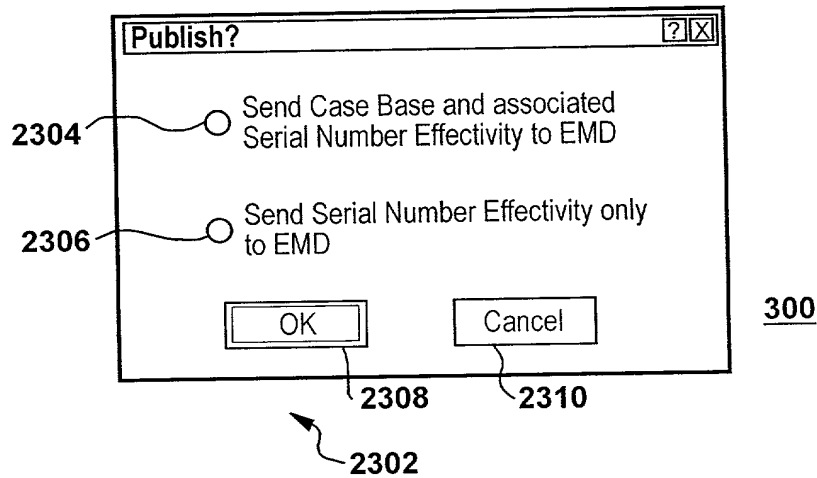 Publish?
? X
2304
Send Case Base and associated
Serial Number Effectivity to EMD
2306
Send Serial Number Effectivity only
to EMD
OK
Cancel
300
2308
2310
2302